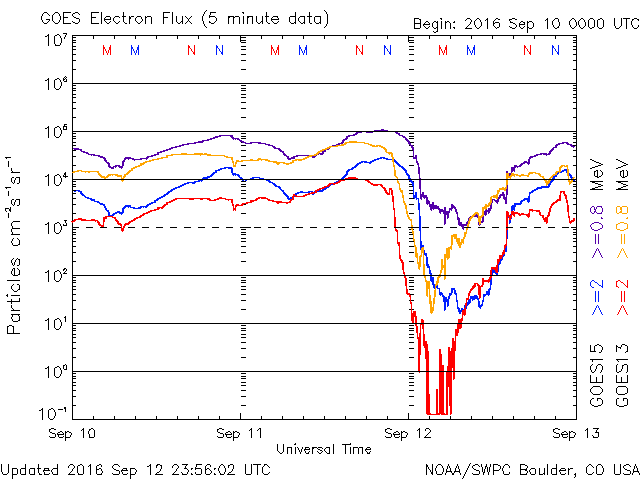 GOES Electron Flux (5 minute data)
Begin: 2016 Sep 10 0000 UTC
10⁷
M M N N M M N N M M N N
10⁶
10⁵
10⁴
10³
10²
10¹
10⁰
10⁻¹
Particles cm⁻²s⁻¹sr⁻¹
Sep 10 Sep 11 Sep 12 Sep 13
Universal Time
GOES15 >=2 >=0.8 MeV
GOES13 >=2 >=0.8 MeV
Updated 2016 Sep 12 23:56:02 UTC
NOAA/SWPC Boulder, CO USA